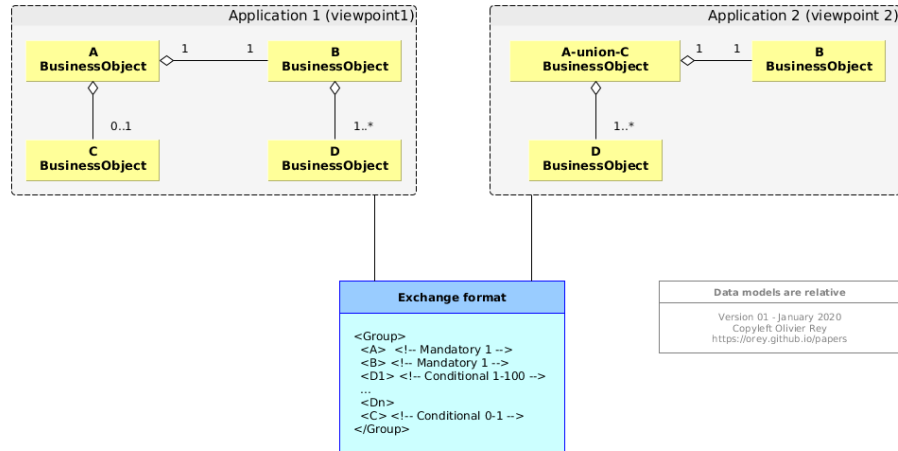 Application 1 (viewpoint1)
A
BusinessObject
1
1
B
BusinessObject
0..1
1..*
C
BusinessObject
D
BusinessObject
Application 2 (viewpoint 2)
A-union-C
BusinessObject
1
1
B
BusinessObject
1..*
D
BusinessObject
Exchange format
<Group>
<A> <!-- Mandatory 1 -->
<B> <!-- Mandatory 1 -->
<D1> <!-- Conditional 1-100 -->
...
<Dn>
<C> <!-- Conditional 0-1 -->
</Group>
Data models are relative
Version 01 - January 2020
Copyleft Olivier Rey
https://orey.github.io/papers